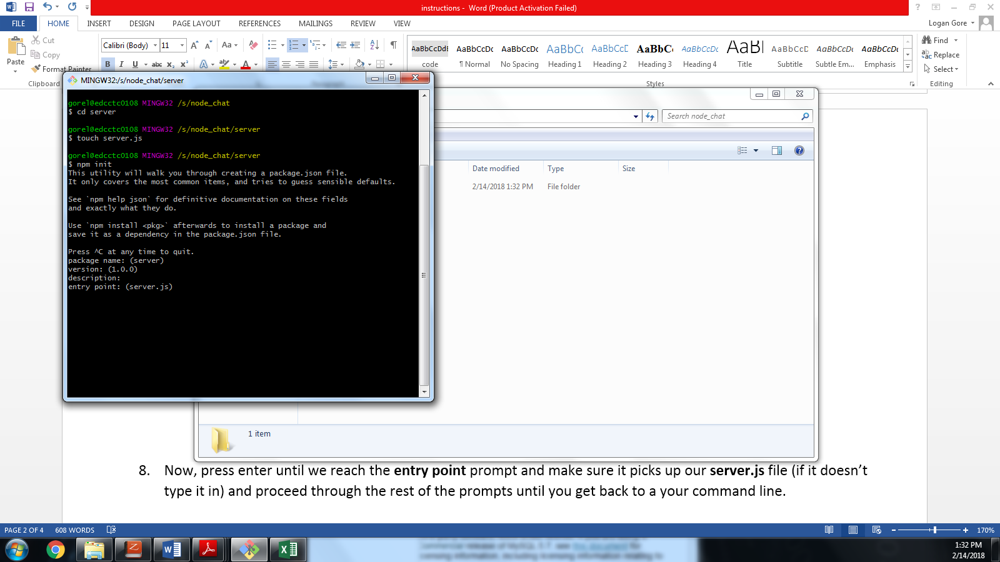 instructions - Word (Product Activation Failed)
FILE HOME INSERT DESIGN PAGE LAYOUT REFERENCES MAILINGS REVIEW VIEW
Logan Gore
Paste
Cut
Copy
Format Painter
Clipboard
Calibri (Body) 11
AaBbCcDdE code
AaBbCcDc ¶ Normal
AaBbCcDc No Spacing
AaBbCc Heading 1
AaBbCcD Heading 2
AaBbC Heading 3
AaBbCcDc Heading 4
AaBl Title
AaBbCcD Subtitle
AaBbCcDc Subtle Em...
AaBbCcDc Emphasis
Styles
Find
Replace
Select
Editing
MINGW32:/s/node_chat/server
gorel@edcctc0108 MINGW32 /s/node_chat
$ cd server
gorel@edcctc0108 MINGW32 /s/node_chat/server
$ touch server.js
gorel@edcctc0108 MINGW32 /s/node_chat/server
$ npm init
This utility will walk you through creating a package.json file.
It only covers the most common items, and tries to guess sensible defaults.
See `npm help json` for definitive documentation on these fields
and exactly what they do.
Use `npm install <pkg>` afterwards to install a package and
save it as a dependency in the package.json file.
Press ^C at any time to quit.
package name: (server)
version: (1.0.0)
description:
entry point: (server.js)
Search node_chat
Date modified Type Size
2/14/2018 1:32 PM File folder
1 item
8. Now, press enter until we reach the entry point prompt and make sure it picks up our server.js file (if it doesn’t
type it in) and proceed through the rest of the prompts until you get back to a your command line.
PAGE 2 OF 4 608 WORDS
170%
1:32 PM
2/14/2018